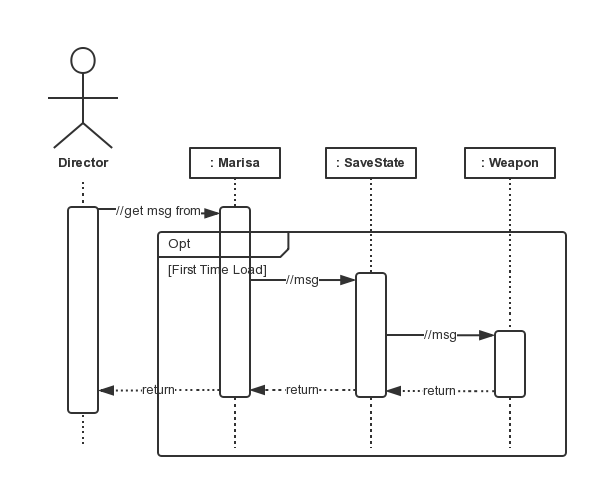 Director
: Marisa
: SaveState
: Weapon
//get msg from
Opt
[First Time Load]
//msg
//msg
return
return
return